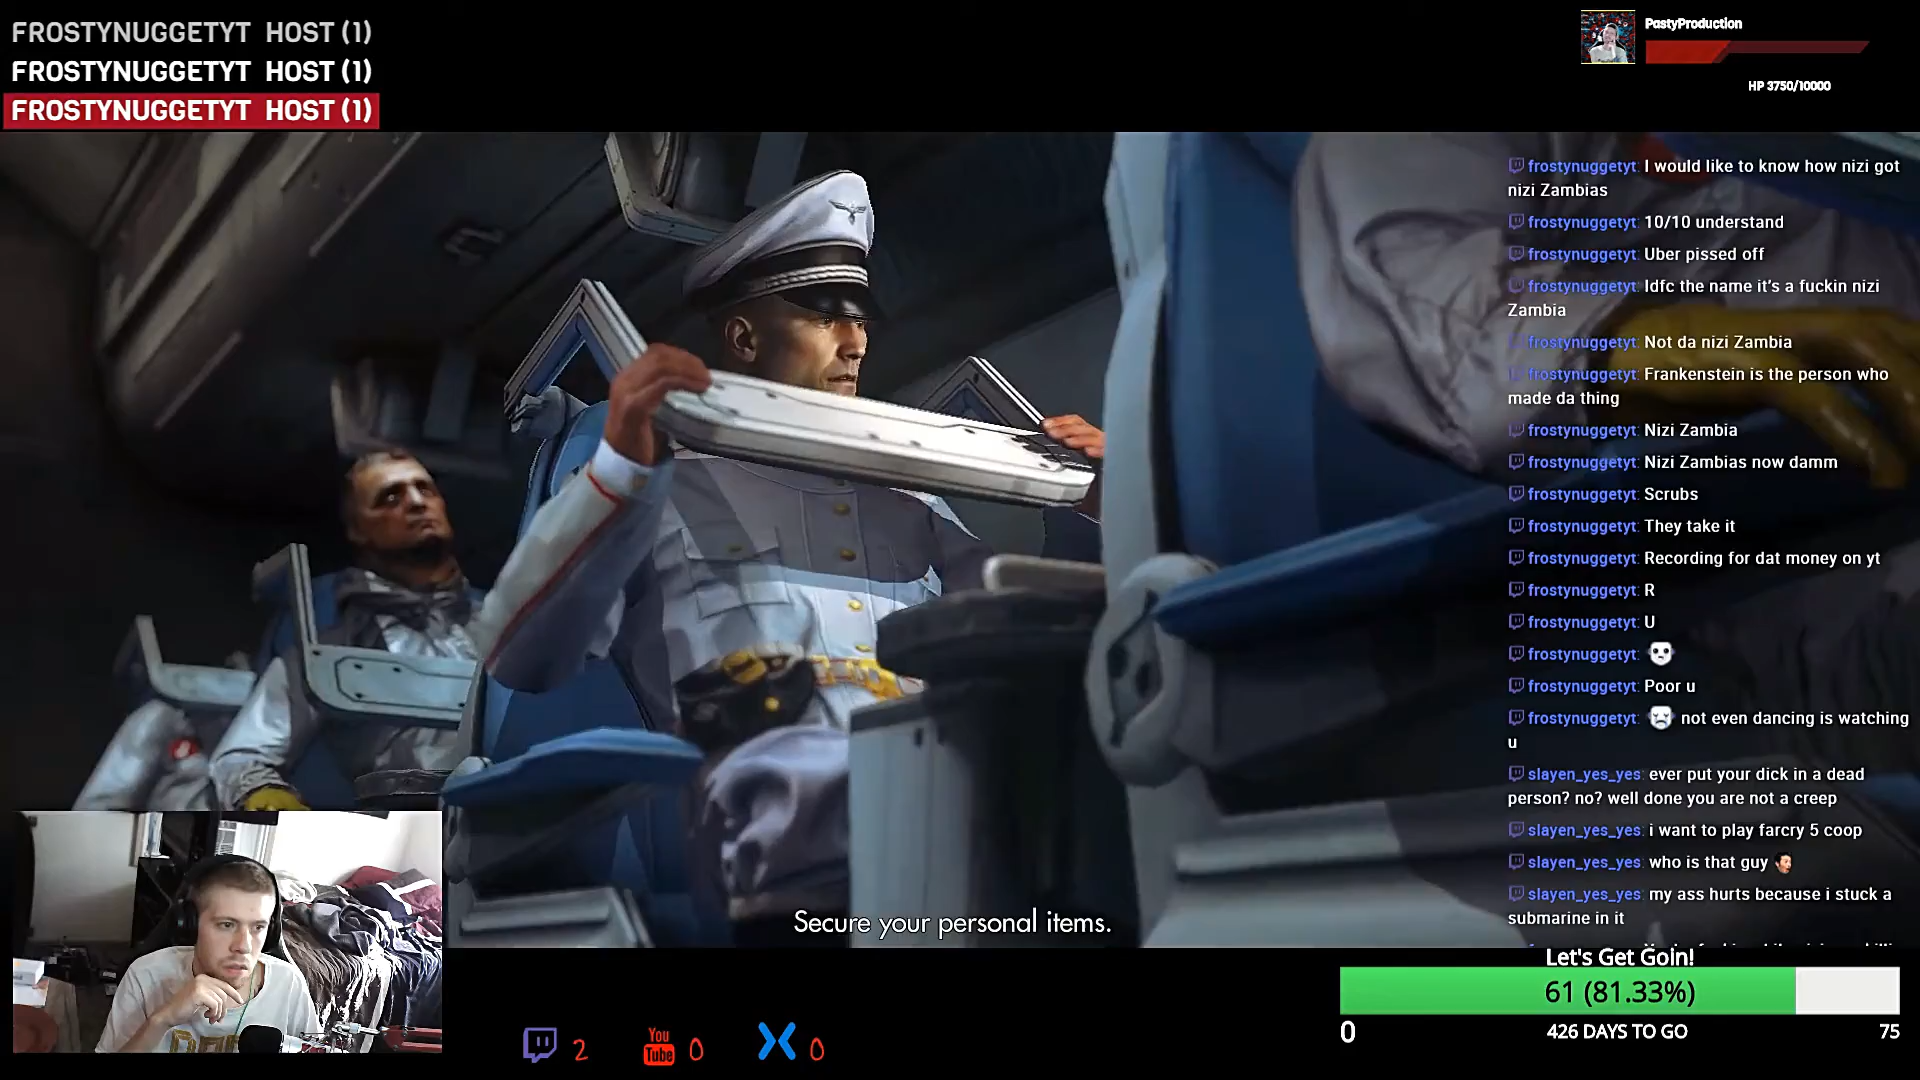 FROSTYNUGGETYT HOST (1)
FROSTYNUGGETYT HOST (1)
FROSTYNUGGETYT HOST (1)
PastyProduction
HP 3750/10000
frostynuggetyt: I would like to know how nizi got
nizi Zambias
frostynuggetyt: 10/10 understand
frostynuggetyt: Uber pissed off
frostynuggetyt: Idfc the name it's a fuckin nizi
Zambia
frostynuggetyt: Not da nizi Zambia
frostynuggetyt: Frankenstein is the person who
made da thing
frostynuggetyt: Nizi Zambia
frostynuggetyt: Nizi Zambias now damm
frostynuggetyt: Scrubs
frostynuggetyt: They take it
frostynuggetyt: Recording for dat money on yt
frostynuggetyt: R
frostynuggetyt: U
frostynuggetyt:
frostynuggetyt: Poor u
frostynuggetyt: not even dancing is watching
u
slayen_yes_yes: ever put your dick in a dead
person? no? well done you are not a creep
slayen_yes_yes: i want to play farcry 5 coop
slayen_yes_yes: who is that guy
slayen_yes_yes: my ass hurts because i stuck a
submarine in it
Secure your personal items.
Let's Get Goin!
61 (81.33%)
0 426 DAYS TO GO 75
2 You Tube 0 0